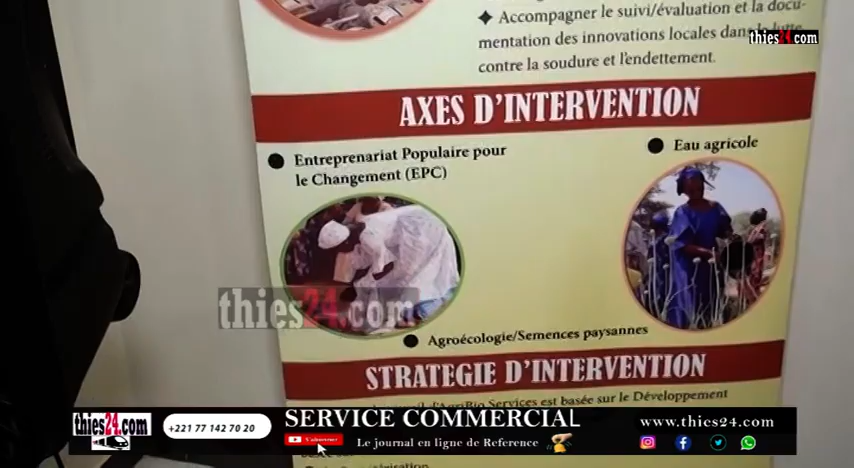 ✦ Accompagner le suivi/évaluation et la docu-
mentation des innovations locales dans la lutte
contre la soudure et l'endettement.
thies24.com
AXES D'INTERVENTION
● Entreprenariat Populaire pour
le Changement (EPC)
● Eau agricole
thies24.com
● Agroécologie/Semences paysannes
STRATEGIE D'INTERVENTION
d'AgriBio Services est basée sur le Développement
thies24.com
+221 77 142 70 20
SERVICE COMMERCIAL
S'abonner
Le journal en ligne de Reference
www.thies24.com